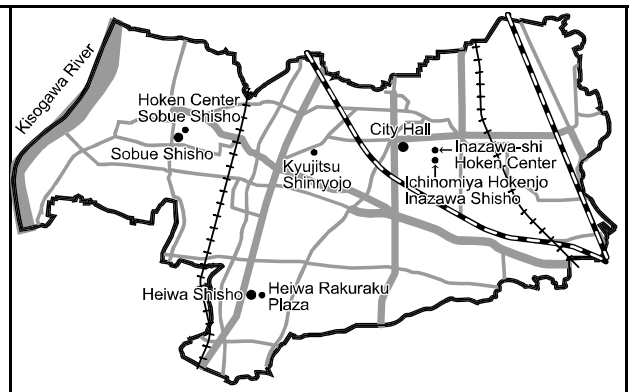 Kisogawa River
Hoken Center
Sobue Shisho
Sobue Shisho
Kyujitsu
Shinryojo
City Hall
Inazawa-shi
Hoken Center
Ichinomiya Hokenjo
Inazawa Shisho
Heiwa Shisho
Heiwa Rakuraku
Plaza